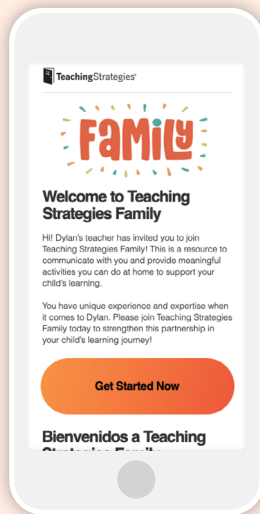 TeachingStrategies®
FAMILY
Welcome to Teaching
Strategies Family
Hi! Dylan's teacher has invited you to join
Teaching Strategies Family! This is a resource to
communicate with you and provide meaningful
activities you can do at home to support your
child's learning.
You have unique experience and expertise when
it comes to Dylan. Please join Teaching Strategies
Family today to strengthen this partnership in
your child's learning journey!
Get Started Now
Bienvenidos a Teaching
Strategies Family